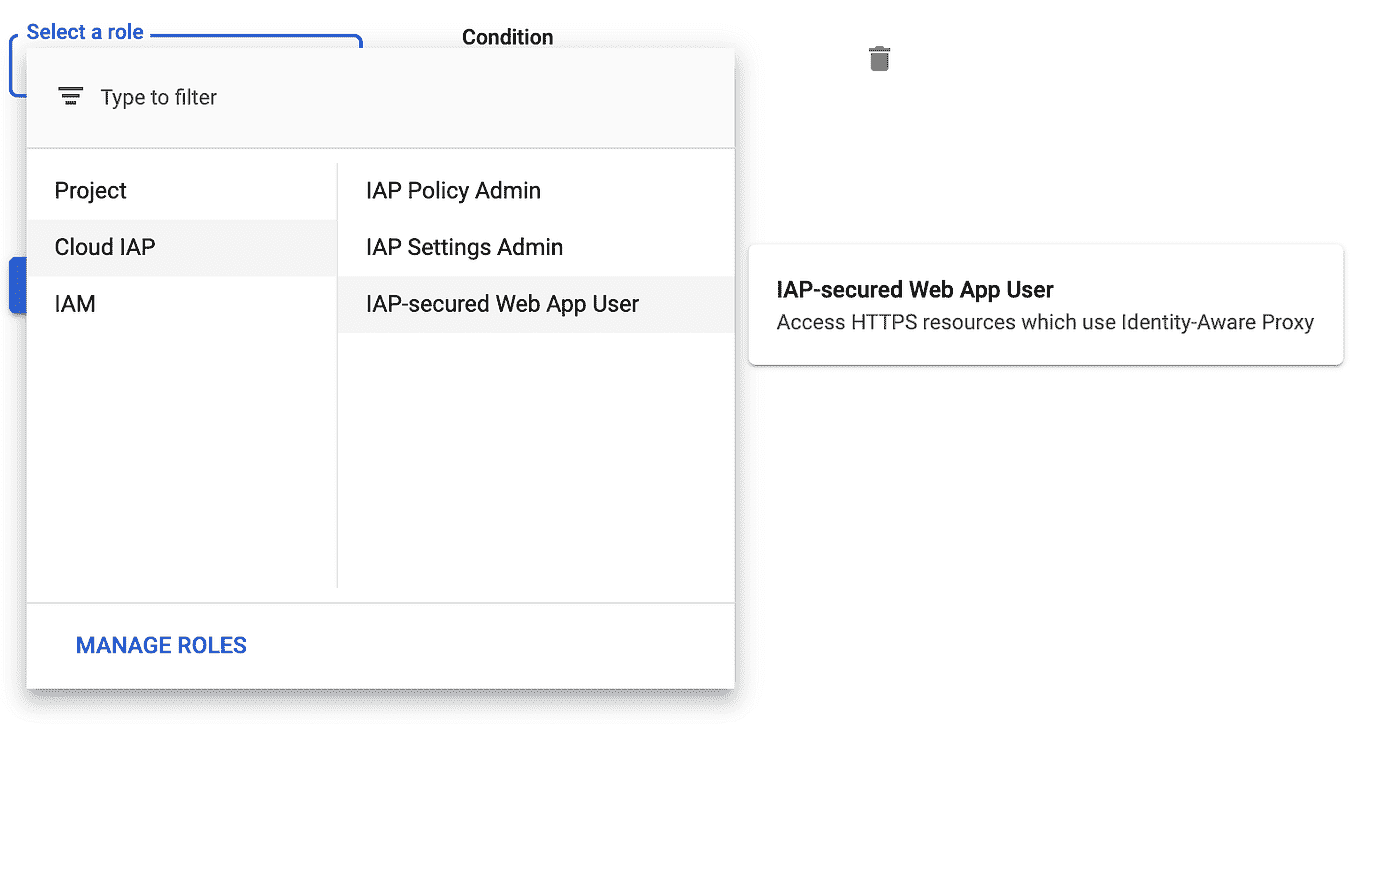 Select a role
Condition
Type to filter
Project
Cloud IAP
IAM
IAP Policy Admin
IAP Settings Admin
IAP-secured Web App User
IAP-secured Web App User
Access HTTPS resources which use Identity-Aware Proxy
MANAGE ROLES